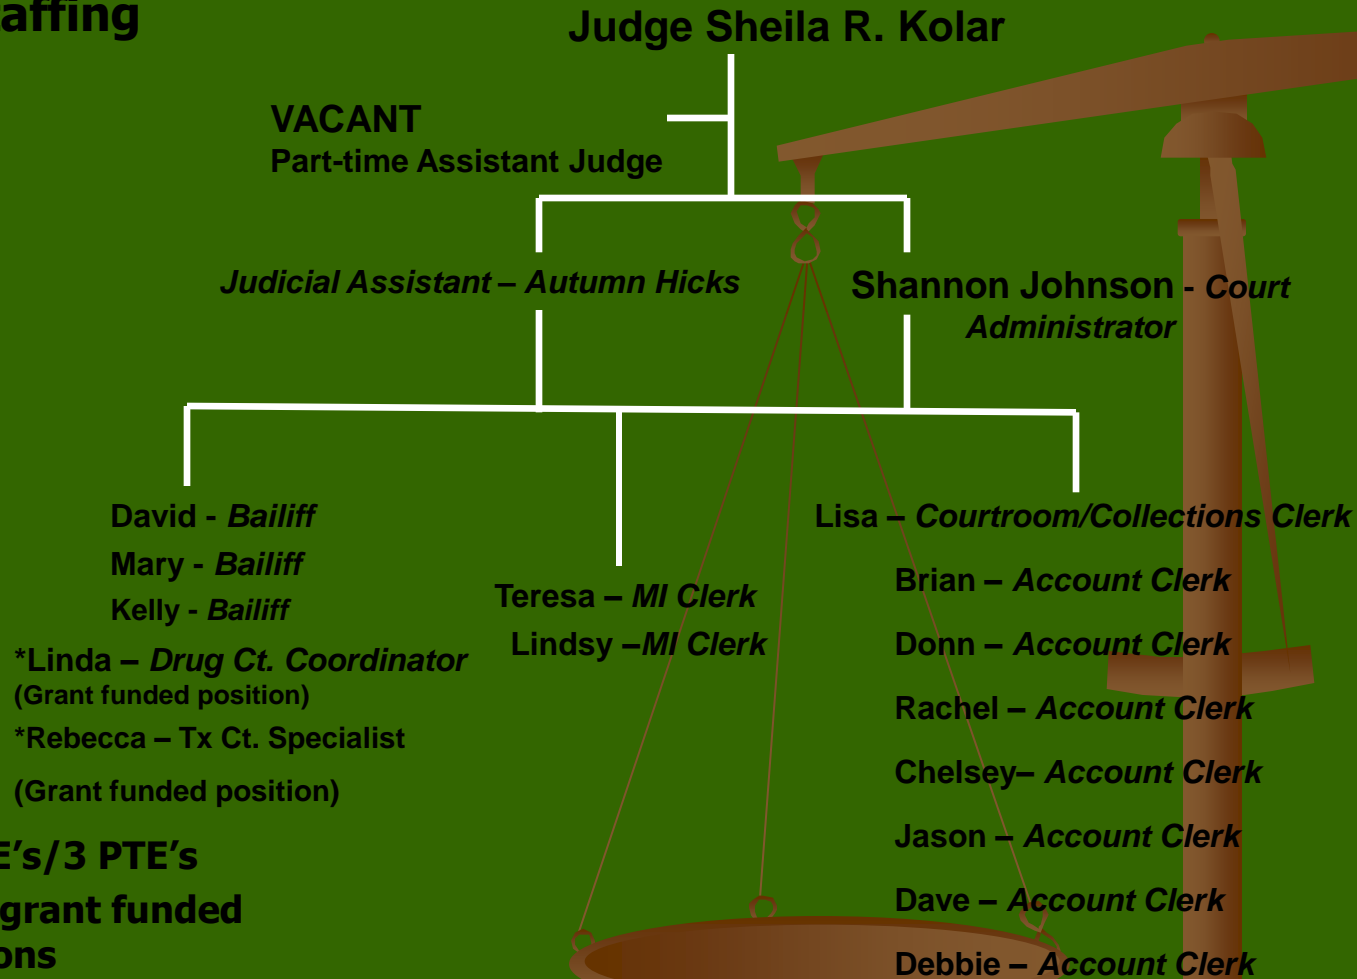 affing
Judge Sheila R. Kolar
VACANT
Part-time Assistant Judge
Judicial Assistant – Autumn Hicks
Shannon Johnson - Court
Administrator
David - Bailiff
Mary - Bailiff
Kelly - Bailiff
*Linda – Drug Ct. Coordinator
(Grant funded position)
*Rebecca – Tx Ct. Specialist
(Grant funded position)
E’s/3 PTE’s
grant funded
ons
Teresa – MI Clerk
Lindsy –MI Clerk
Lisa – Courtroom/Collections Clerk
Brian – Account Clerk
Donn – Account Clerk
Rachel – Account Clerk
Chelsey– Account Clerk
Jason – Account Clerk
Dave – Account Clerk
Debbie – Account Clerk